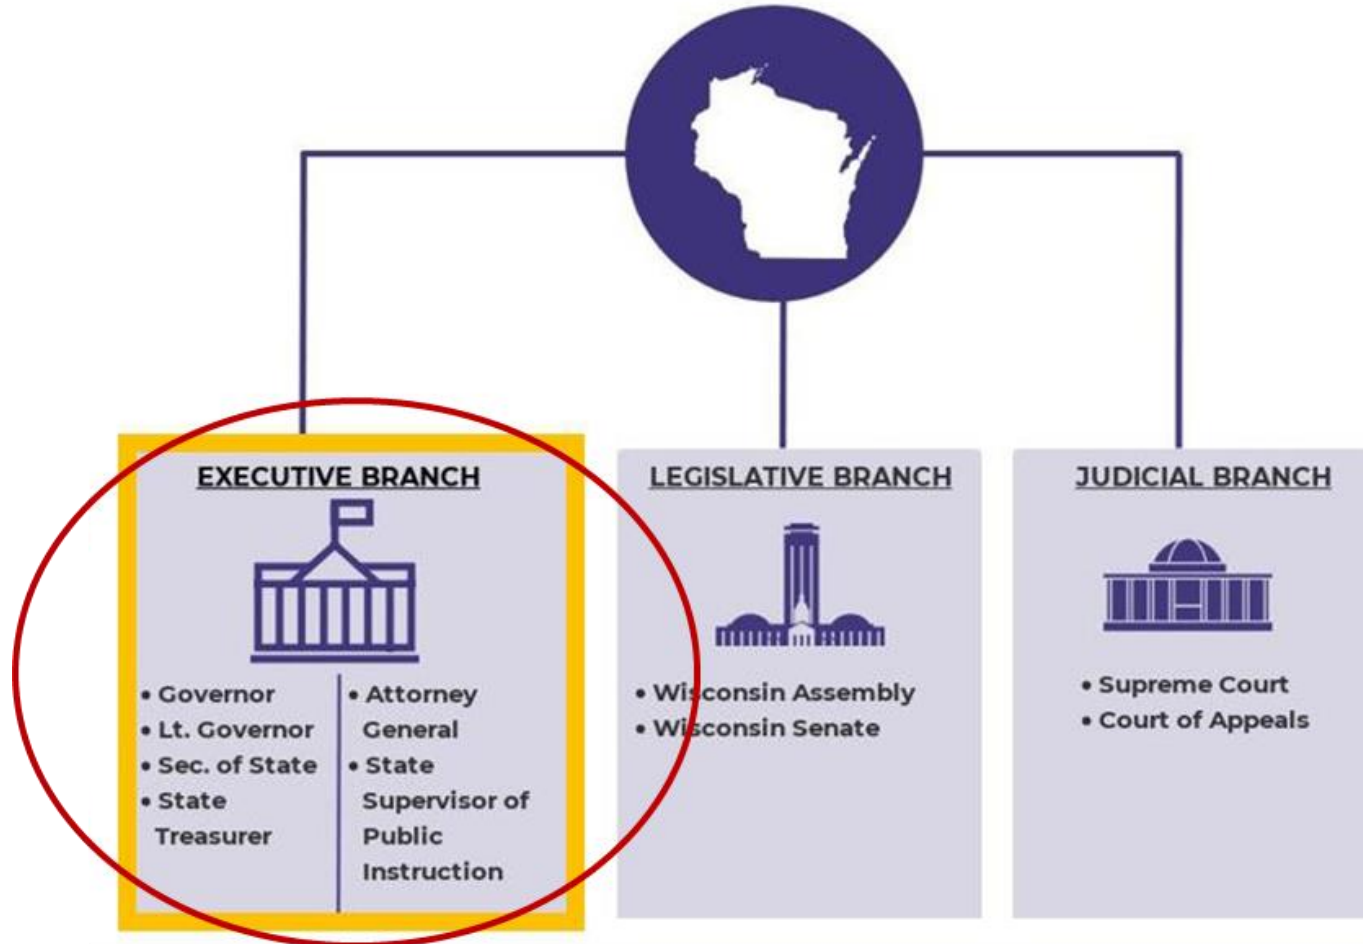 EXECUTIVE BRANCH
• Governor
• Lt. Governor
• Sec. of State
• State
Treasurer
• Attorney
General
• State
Supervisor of
Public
Instruction
LEGISLATIVE BRANCH
• Wisconsin Assembly
• Wisconsin Senate
JUDICIAL BRANCH
• Supreme Court
• Court of Appeals